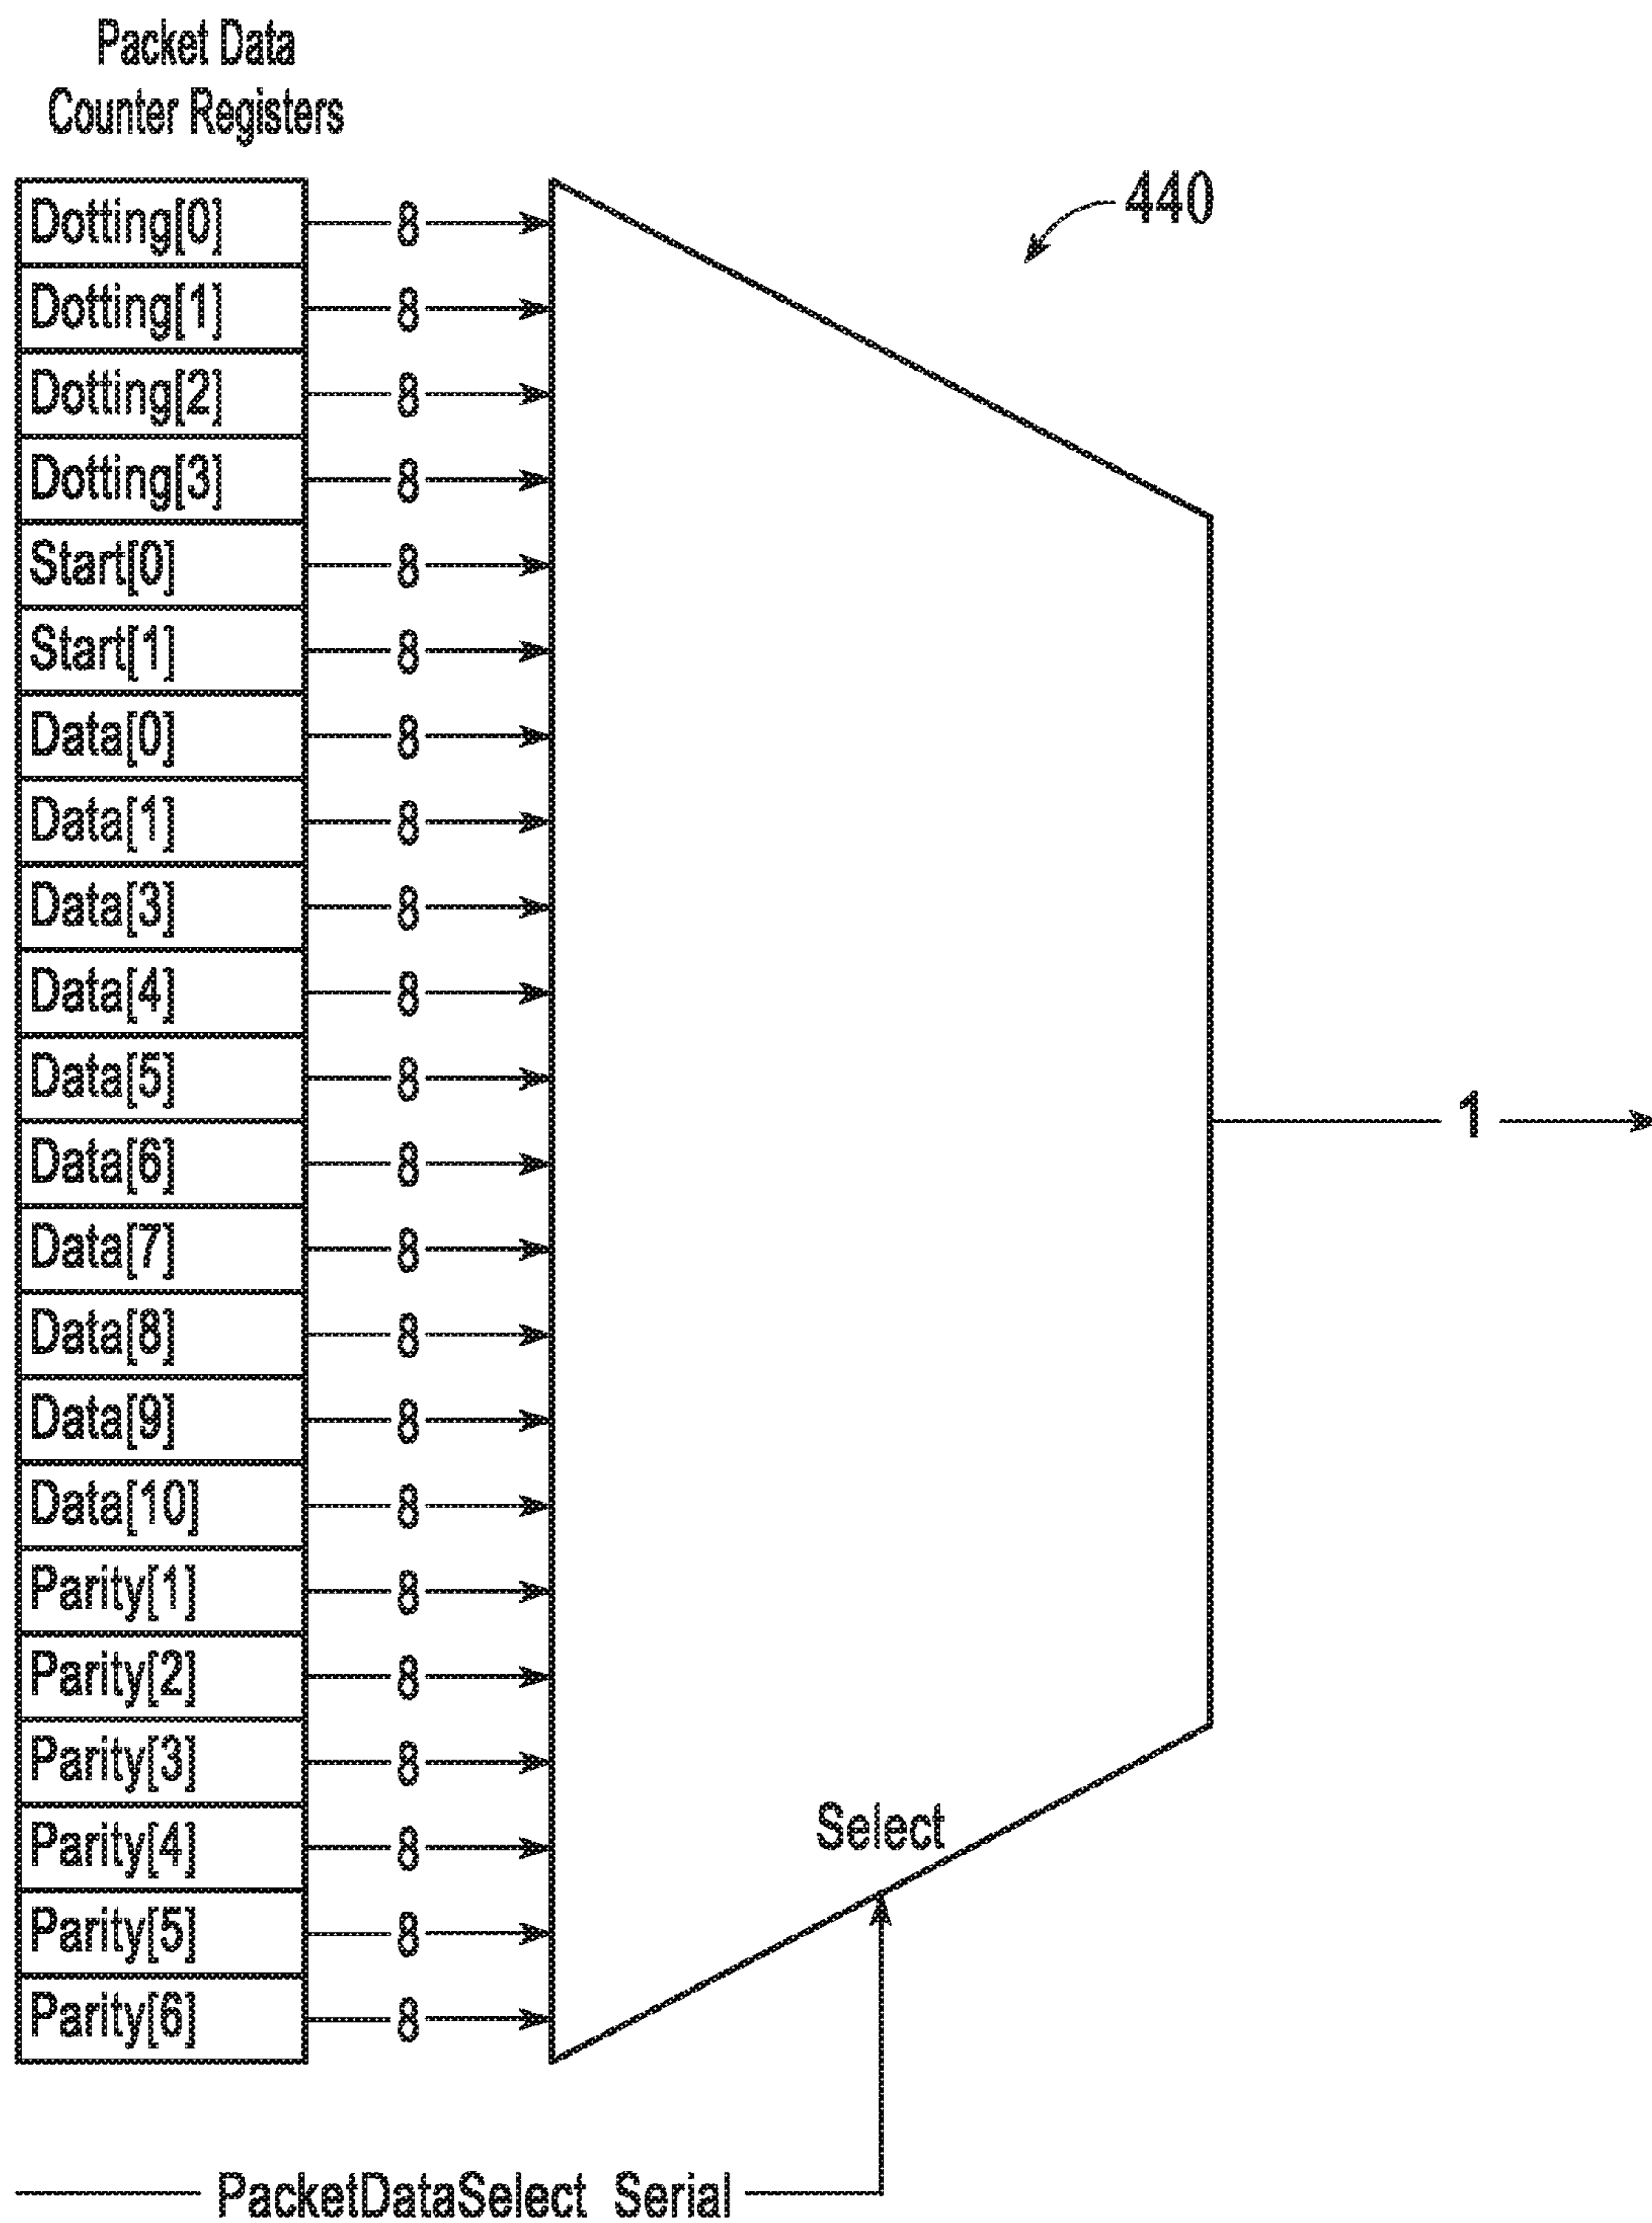 Packet Data
Counter Registers
440
Dotting[0] 8
Dotting[1] 8
Dotting[2] 8
Dotting[3] 8
Start[0] 8
Start[1] 8
Data[0] 8
Data[1] 8
Data[3] 8
Data[4] 8
Data[5] 8
1
Data[6] 8
Data[7] 8
Data[8] 8
Data[9] 8
Data[10] 8
Parity[1] 8
Parity[2] 8
Parity[3] 8
Select
Parity[4] 8
Parity[5] 8
Parity[6] 8
PacketDataSelect Serial